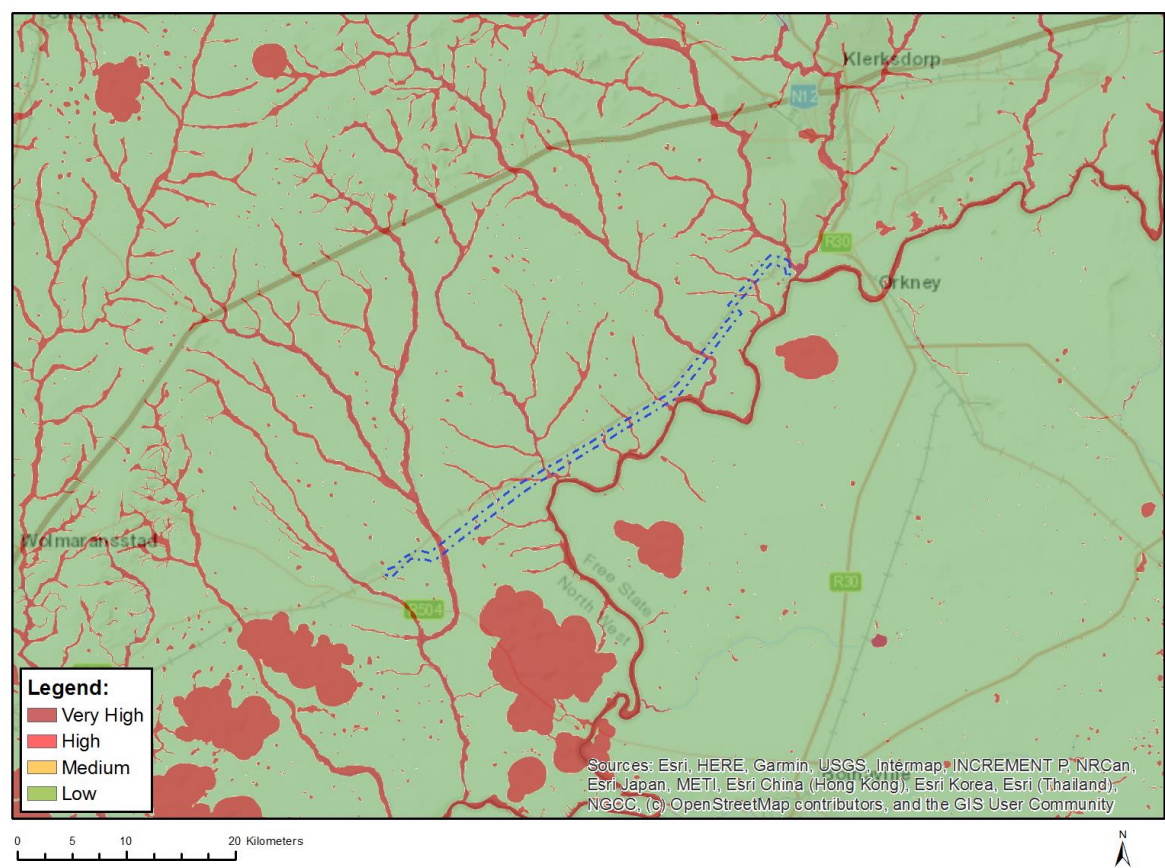 Klerksdorp
N12
R30
Orkney
Wolmaransstad
Free State
North West
R504
R30
Legend:
Very High
High
Medium
Low
Sources: Esri, HERE, Garmin, USGS, Intermap, INCREMENT P, NRCan,
Esri Japan, METI, Esri China (Hong Kong), Esri Korea, Esri (Thailand),
NGCC, (c) OpenStreetMap contributors, and the GIS User Community
0 5 10 20 Kilometers
N